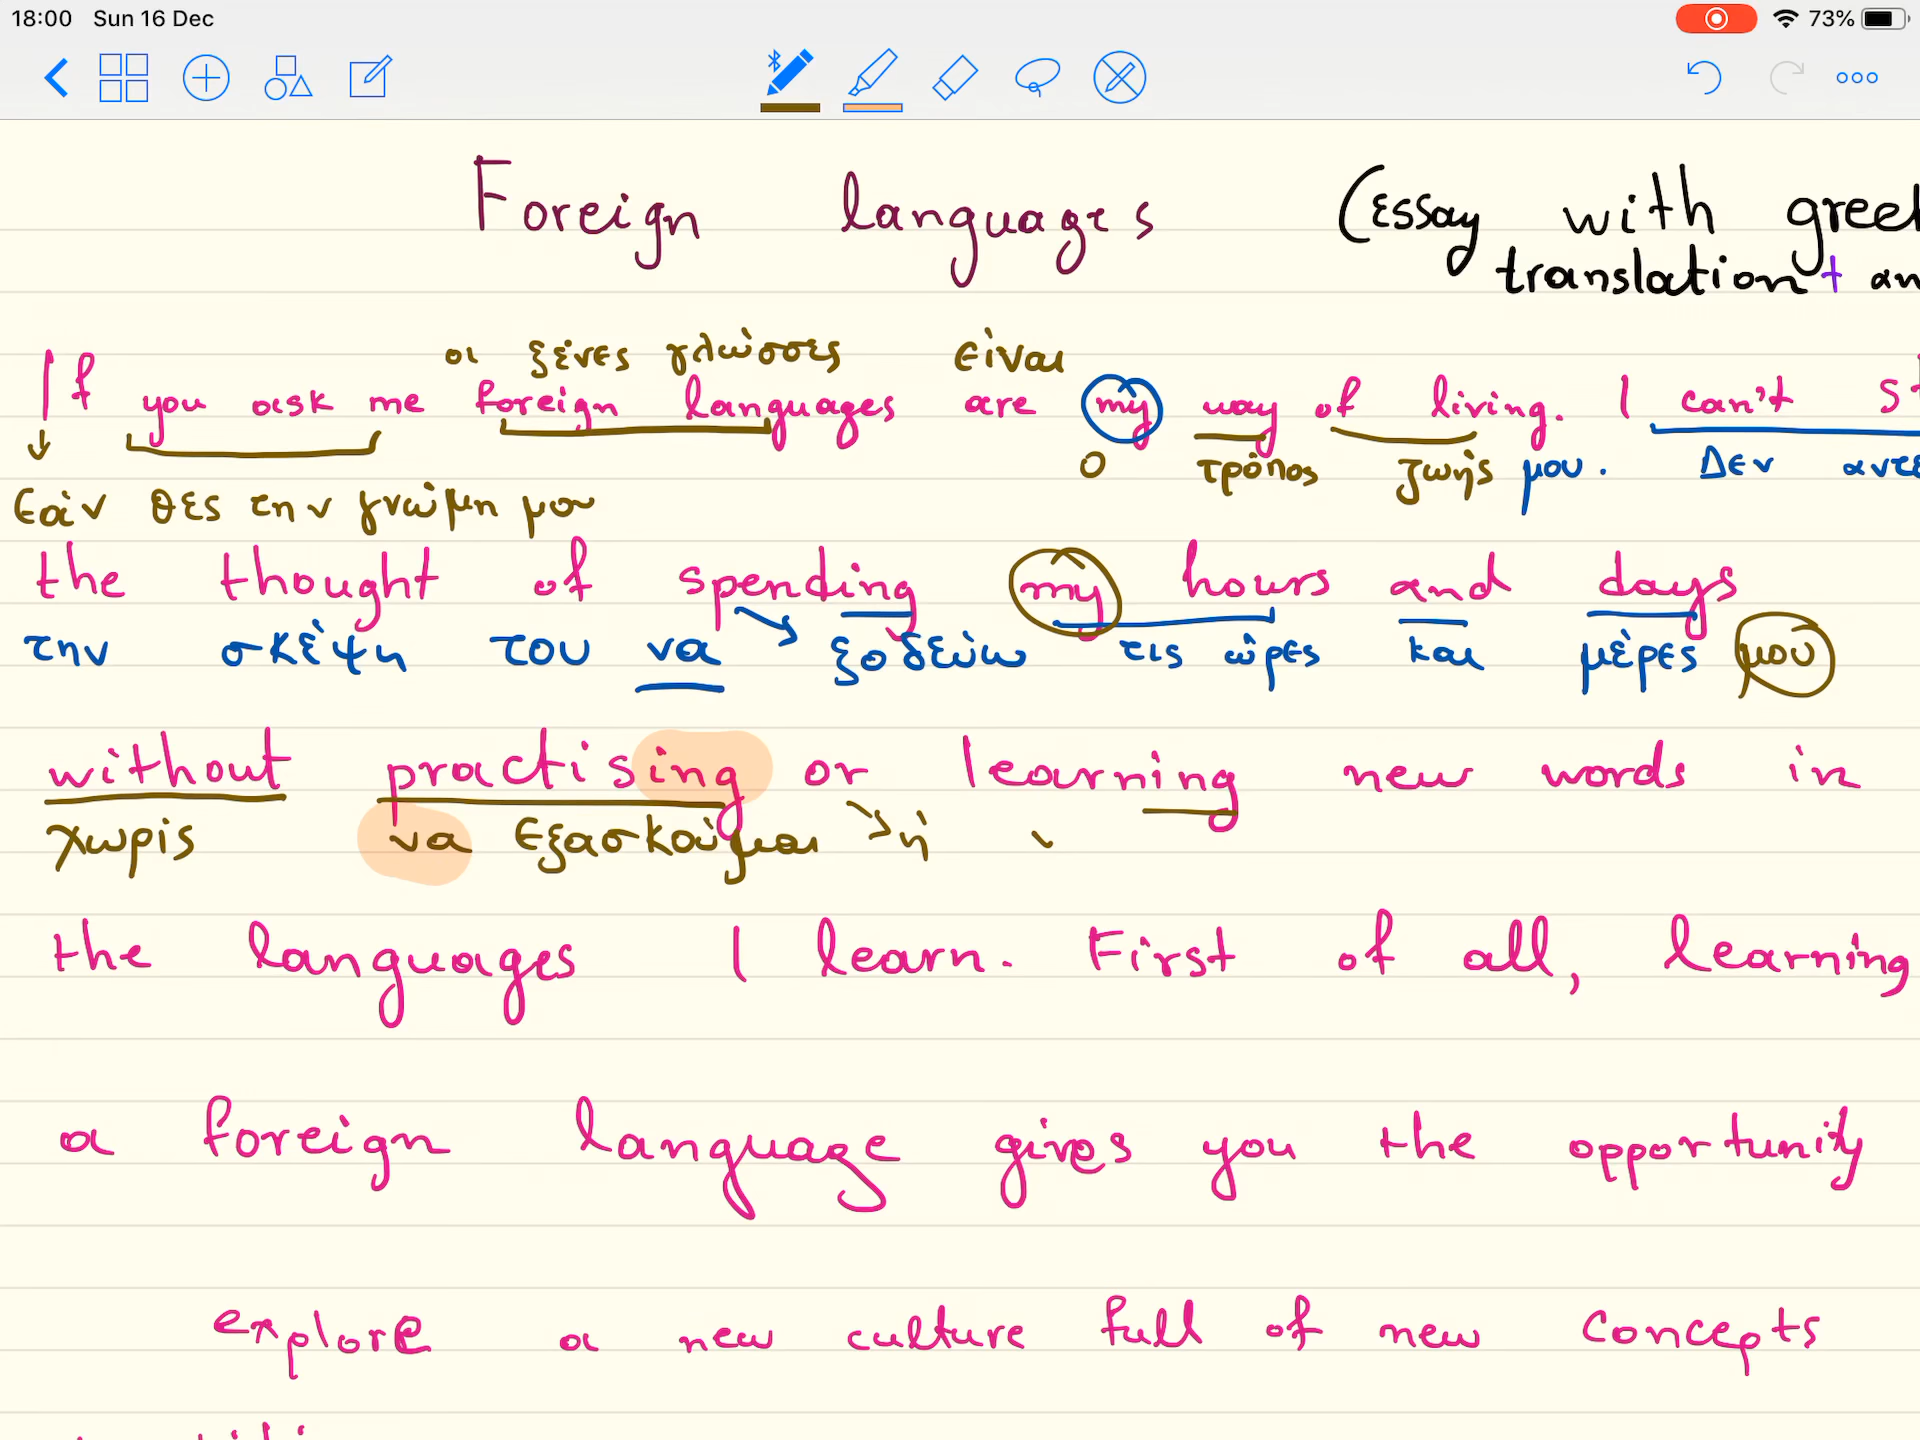 18:00 Sun 16 Dec 73%
Foreign languages (Essay with greek
translation + an
οι ξένες γλώσσες είναι
If you ask me foreign languages are my way of living. I can't st
ο τρόπος ζωής μου. Δεν αντέ
Εάν θες την γνώμη μου
the thought of spending my hours and days
την σκέψη του να ξοδεύω τις ώρες και μέρες μου
without practising or learning new words in
χωρίς να εξασκούμαι ή
the languages I learn. First of all, learning
a foreign language gives you the opportunity
explore a new culture full of new concepts